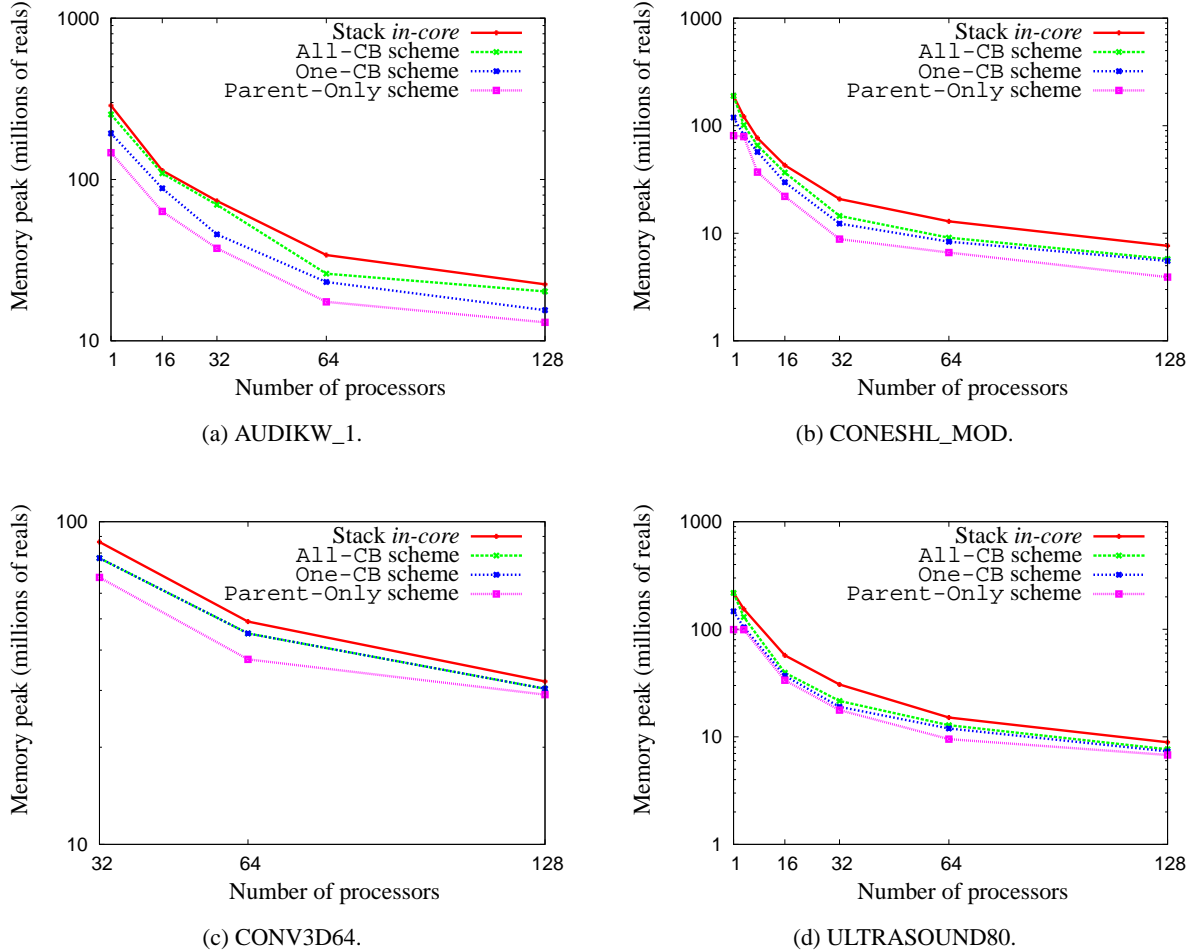 Memory peak (millions of reals)
1000
100
10
Stack in-core
All-CB scheme
One-CB scheme
Parent-Only scheme
1 16 32 64 128
Number of processors
(a) AUDIKW_1.
Memory peak (millions of reals)
1000
100
10
1
Stack in-core
All-CB scheme
One-CB scheme
Parent-Only scheme
1 16 32 64 128
Number of processors
(b) CONESHL_MOD.
Memory peak (millions of reals)
100
10
Stack in-core
All-CB scheme
One-CB scheme
Parent-Only scheme
32 64 128
Number of processors
(c) CONV3D64.
Memory peak (millions of reals)
1000
100
10
1
Stack in-core
All-CB scheme
One-CB scheme
Parent-Only scheme
1 16 32 64 128
Number of processors
(d) ULTRASOUND80.